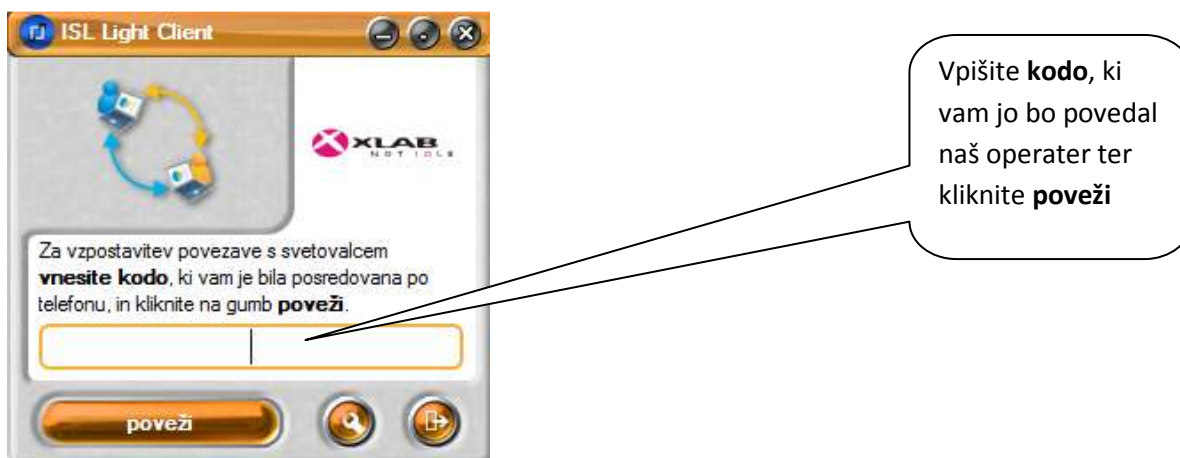 ISL Light Client
XLAB
NOT IDLE
Za vzpostavitev povezave s svetovalcem
vnesite kodo, ki vam je bila posredovana po
telefonu, in kliknite na gumb poveži.
poveži
Vpišite kodo, ki
vam jo bo povedal
naš operater ter
kliknite poveži